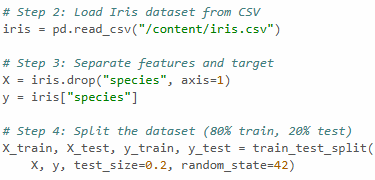 # Step 2: Load Iris dataset from CSV
iris = pd.read_csv("/content/iris.csv")
# Step 3: Separate features and target
X = iris.drop("species", axis=1)
y = iris["species"]
# Step 4: Split the dataset (80% train, 20% test)
X_train, X_test, y_train, y_test = train_test_split(
    X, y, test_size=0.2, random_state=42)